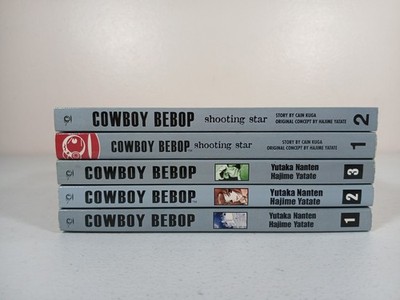 COWBOY BEBOP shooting star STORY BY CAIN KUGA
ORIGINAL CONCEPT BY HAJIME YATATE 2
COWBOY BEBOP™ shooting star STORY BY CAIN KUGA
ORIGINAL CONCEPT BY HAJIME YATATE 1
COWBOY BEBOP Yutaka Nanten
Hajime Yatate 3
COWBOY BEBOP™ Yutaka Nanten
Hajime Yatate 2
COWBOY BEBOP Yutaka Nanten
Hajime Yatate 1